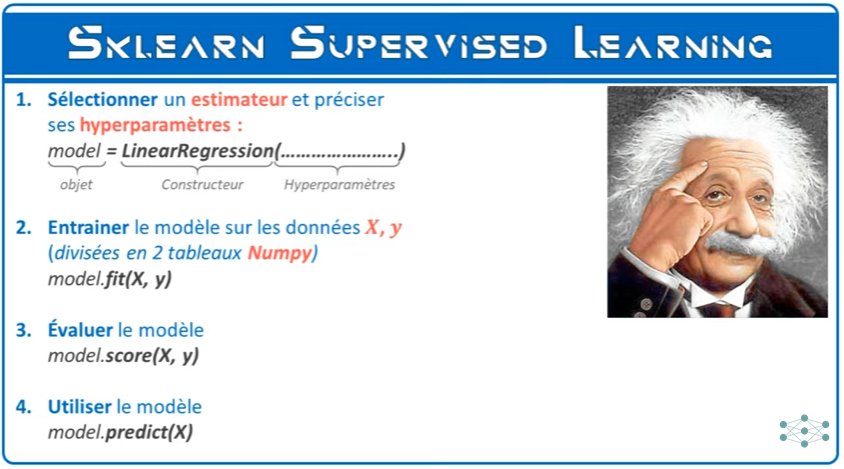 SKLEARN SUPERVISED LEARNING
1. Sélectionner un estimateur et préciser
ses hyperparamètres :
model = LinearRegression(........................)
objet Constructeur Hyperparamètres
2. Entrainer le modèle sur les données X, y
(divisées en 2 tableaux Numpy)
model.fit(X, y)
3. Évaluer le modèle
model.score(X, y)
4. Utiliser le modèle
model.predict(X)